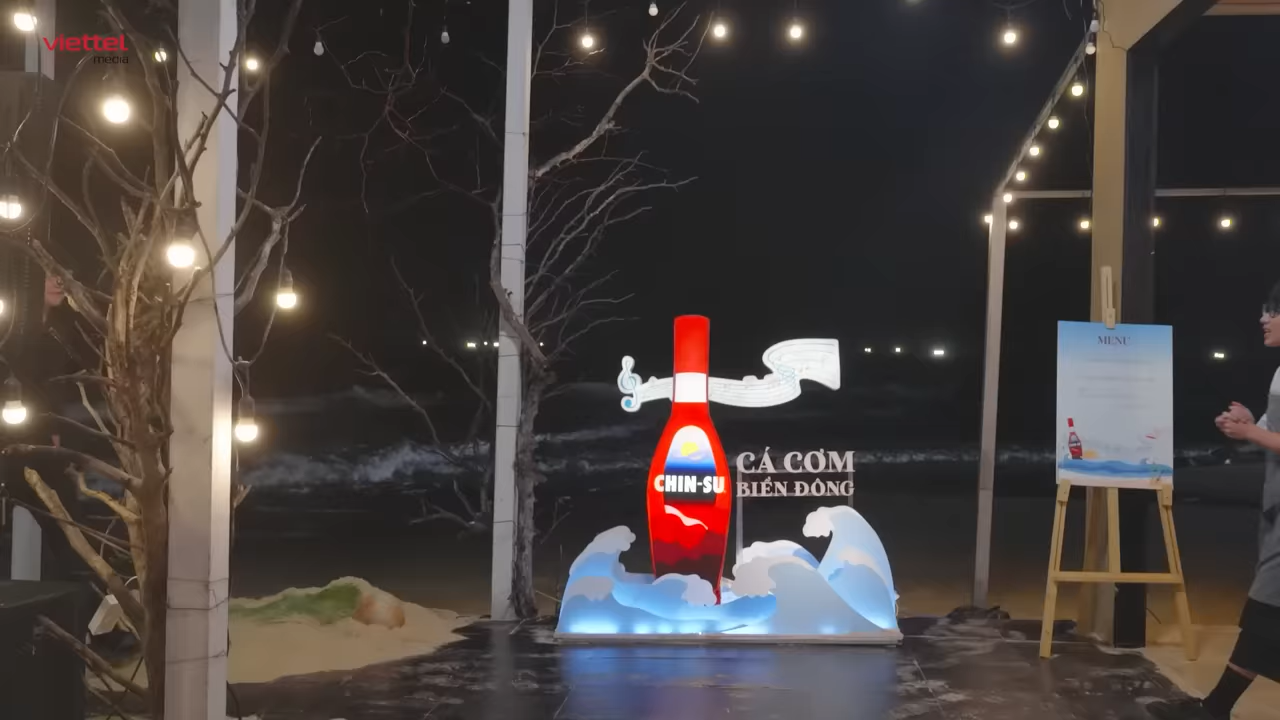 viettel
media
MENU
CHIN-SU
CÁ CƠM
BIỂN ĐÔNG